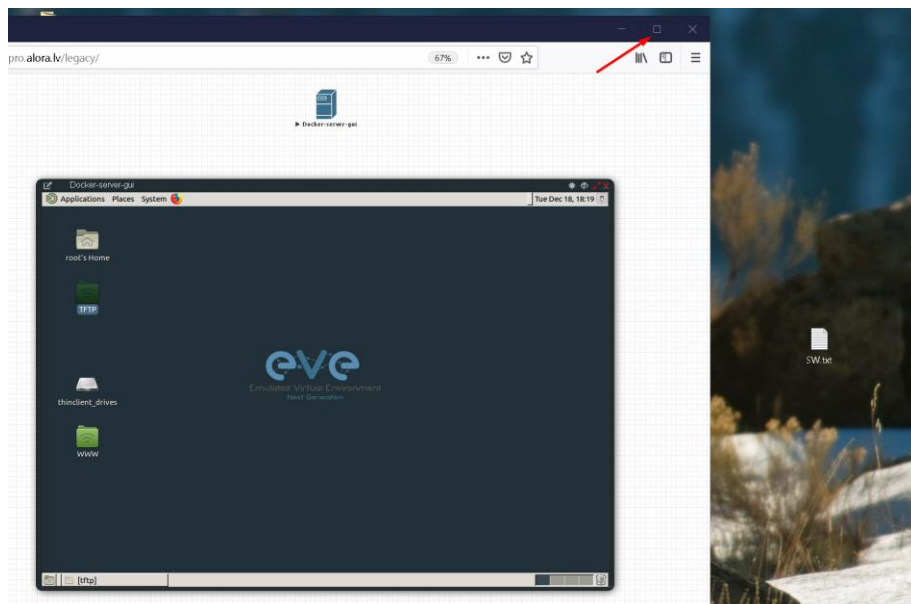 pro.alora.lv/legacy/
67%
Docker-server-gui
Docker-server-gui
Applications Places System
Tue Dec 18, 18:19
root's Home
TFTP
eve
Emulated Virtual Environment
Next Generation
thinclient_drives
WWW
[tftp]
SW.txt